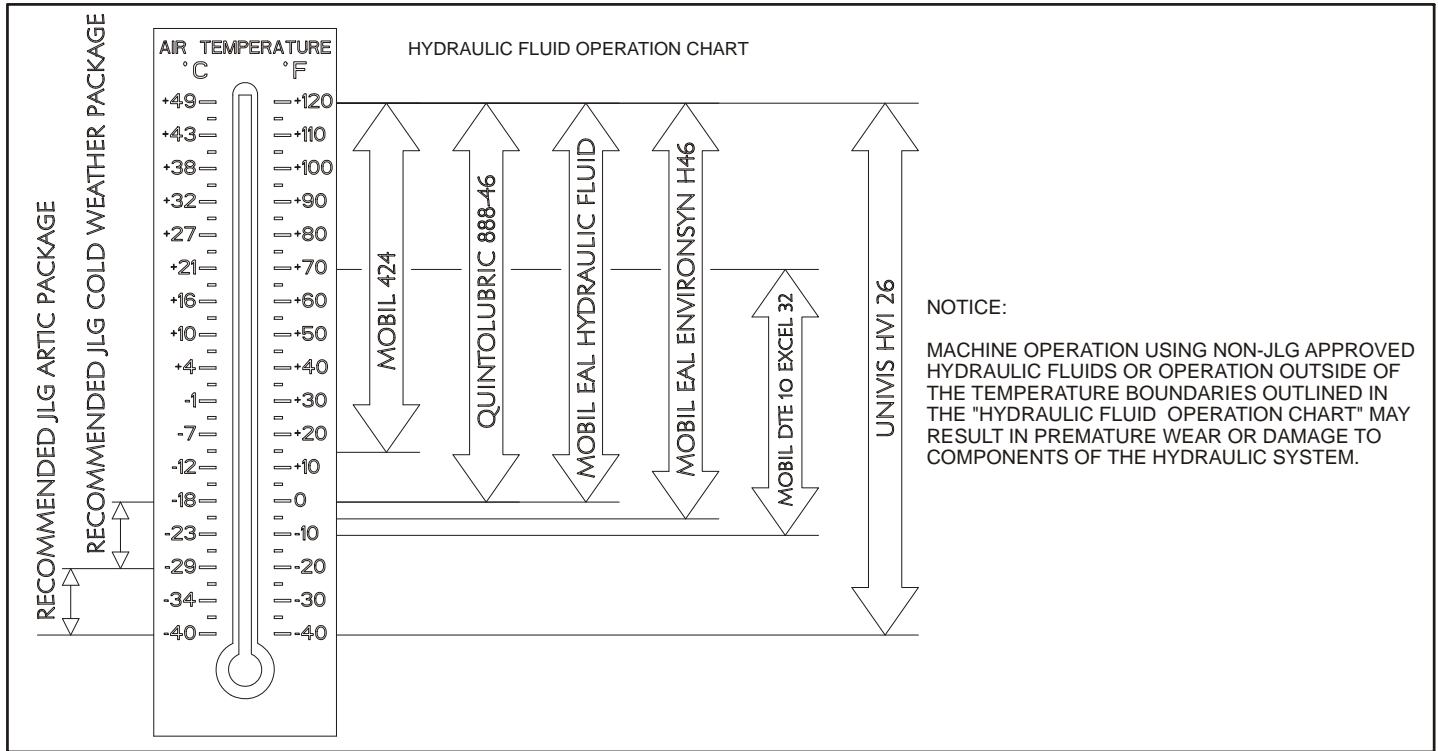 HYDRAULIC FLUID OPERATION CHART
AIR TEMPERATURE
°C °F
+49 +120
+43 +110
+38 +100
+32 +90
+27 +80
+21 +70
+16 +60
+10 +50
+4 +40
-1 +30
-7 +20
-12 +10
-18 0
-23 -10
-29 -20
-34 -30
-40 -40
RECOMMENDED JLG ARTIC PACKAGE
RECOMMENDED JLG COLD WEATHER PACKAGE
MOBIL 424
QUINTOLUBRIC 888-46
MOBIL EAL HYDRAULIC FLUID
MOBIL EAL ENVIRONSYN H46
MOBIL DTE 10 EXCEL 32
UNIVIS HVI 26
NOTICE:
MACHINE OPERATION USING NON-JLG APPROVED
HYDRAULIC FLUIDS OR OPERATION OUTSIDE OF
THE TEMPERATURE BOUNDARIES OUTLINED IN
THE "HYDRAULIC FLUID OPERATION CHART" MAY
RESULT IN PREMATURE WEAR OR DAMAGE TO
COMPONENTS OF THE HYDRAULIC SYSTEM.